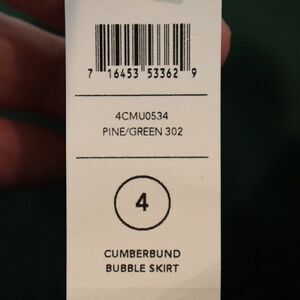 7 16453 53362 9
4CMU0534
PINE/GREEN 302
4
CUMBERBUND
BUBBLE SKIRT